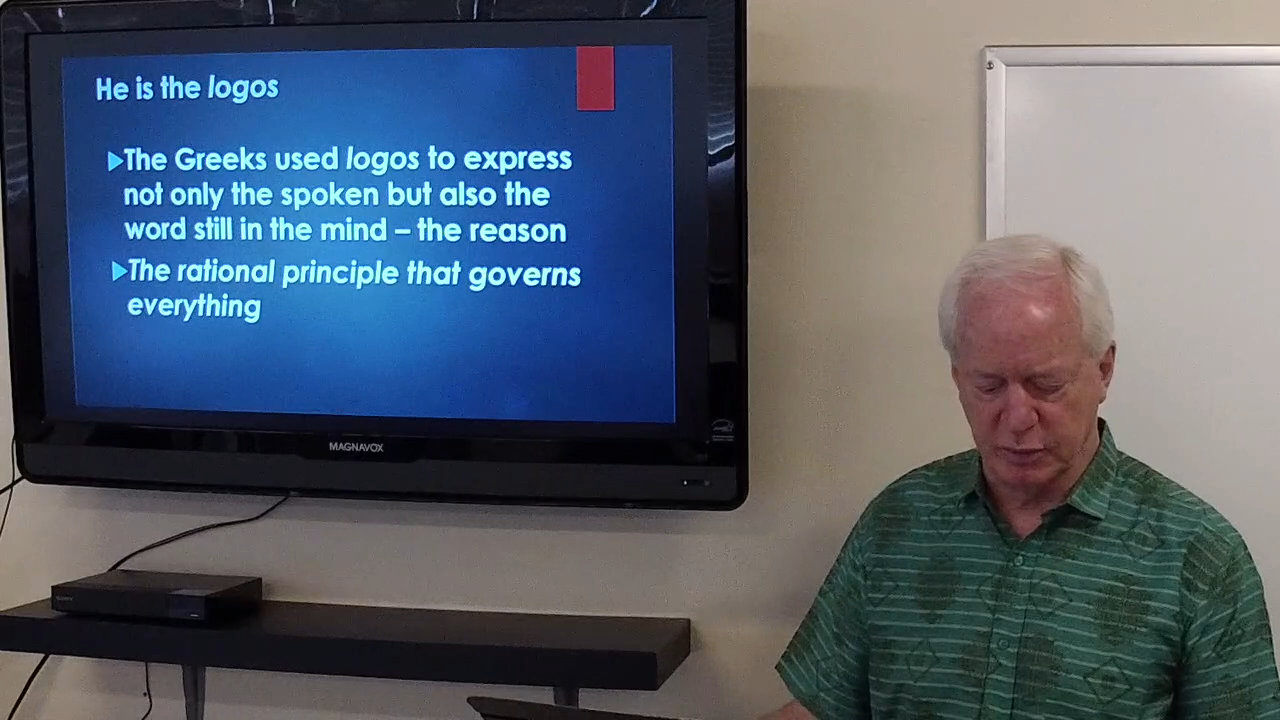 He is the logos
▶The Greeks used logos to express
not only the spoken but also the
word still in the mind – the reason
▶The rational principle that governs
everything
MAGNAVOX